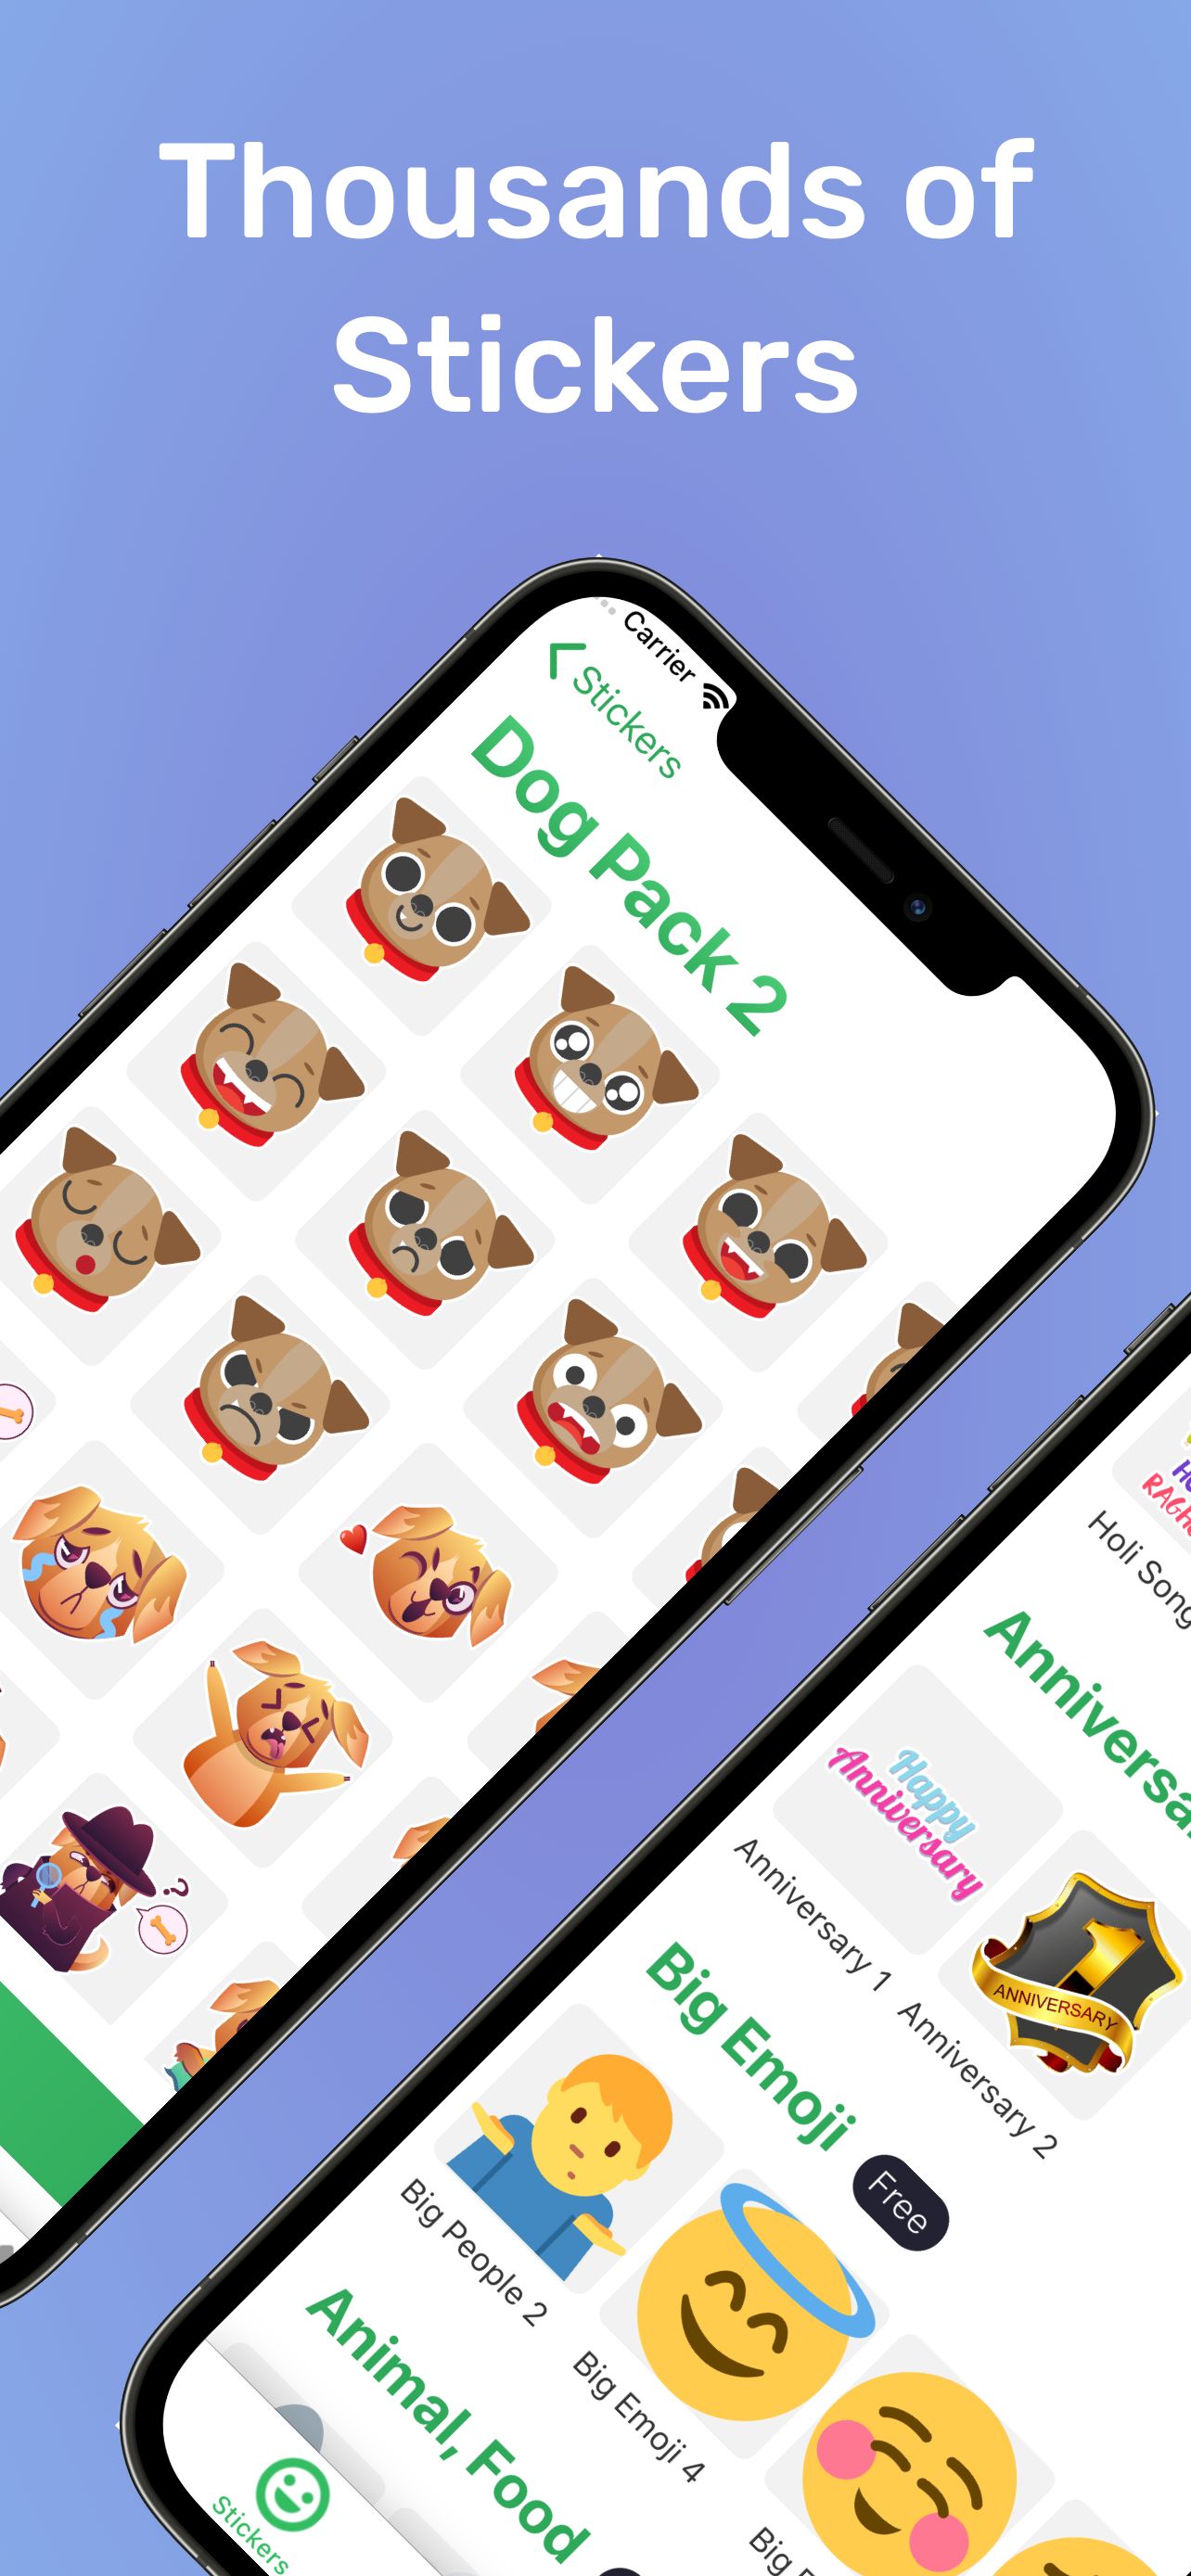 Thousands of
Stickers
Carrier
Stickers
Dog Pack 2
?
Holi Song
Happy
Anniversary
Anniversary 1
ANNIVERSARY
1
Anniversary 2
Big Emoji
Free
Big People 2
Big Emoji 4
Big
Animal, Food
Stickers